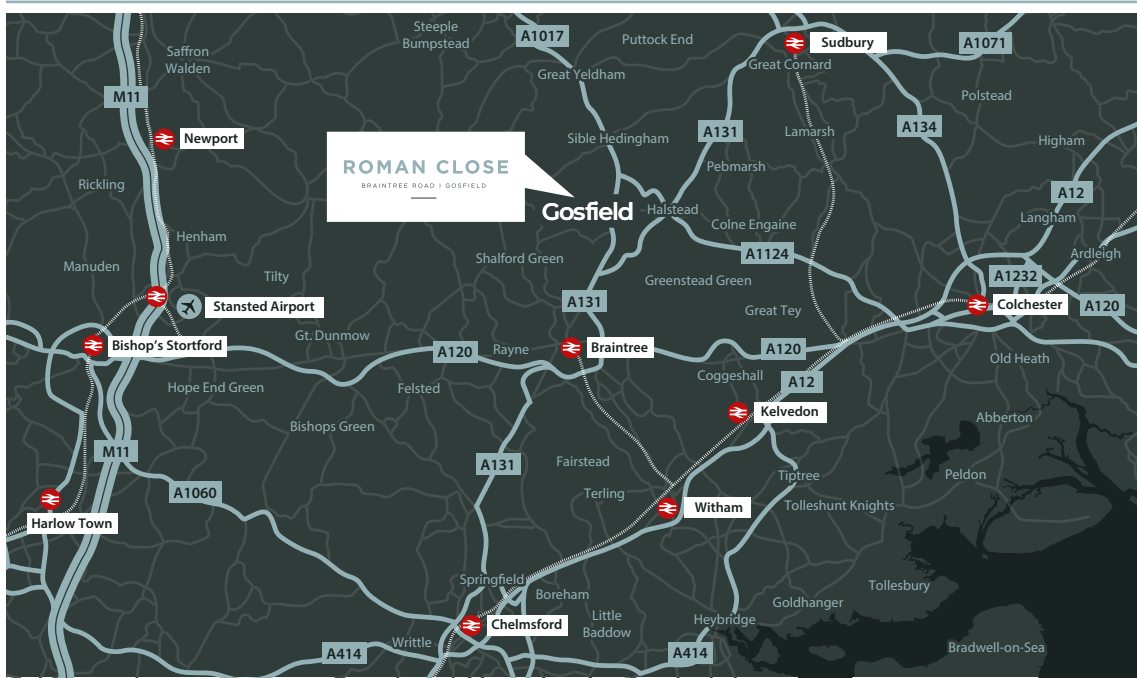 Steeple
Bumpstead
A1017
Puttock End
Sudbury
A1071
Saffron
Walden
Great Cornard
Great Yeldham
M11
Polstead
Newport
Sible Hedingham
A131
Lamarsh
A134
Higham
ROMAN CLOSE
BRAINTREE ROAD | GOSFIELD
Pebmarsh
Rickling
A12
Gosfield
Halstead
Langham
Colne Engaine
Henham
A1124
Ardleigh
Manuden
Shalford Green
Tilty
Greenstead Green
A1232
Stansted Airport
A131
Great Tey
Colchester
A120
Gt. Dunmow
Bishop's Stortford
A120
Rayne
Braintree
A120
Old Heath
Hope End Green
Felsted
Coggeshall
A12
Kelvedon
Abberton
Bishops Green
M11
A131
Fairstead
Tiptree
Peldon
A1060
Terling
Witham
Tolleshunt Knights
Harlow Town
Springfield
Boreham
Tollesbury
Goldhanger
Chelmsford
Little
Baddow
Heybridge
Writtle
A414
A414
Bradwell-on-Sea